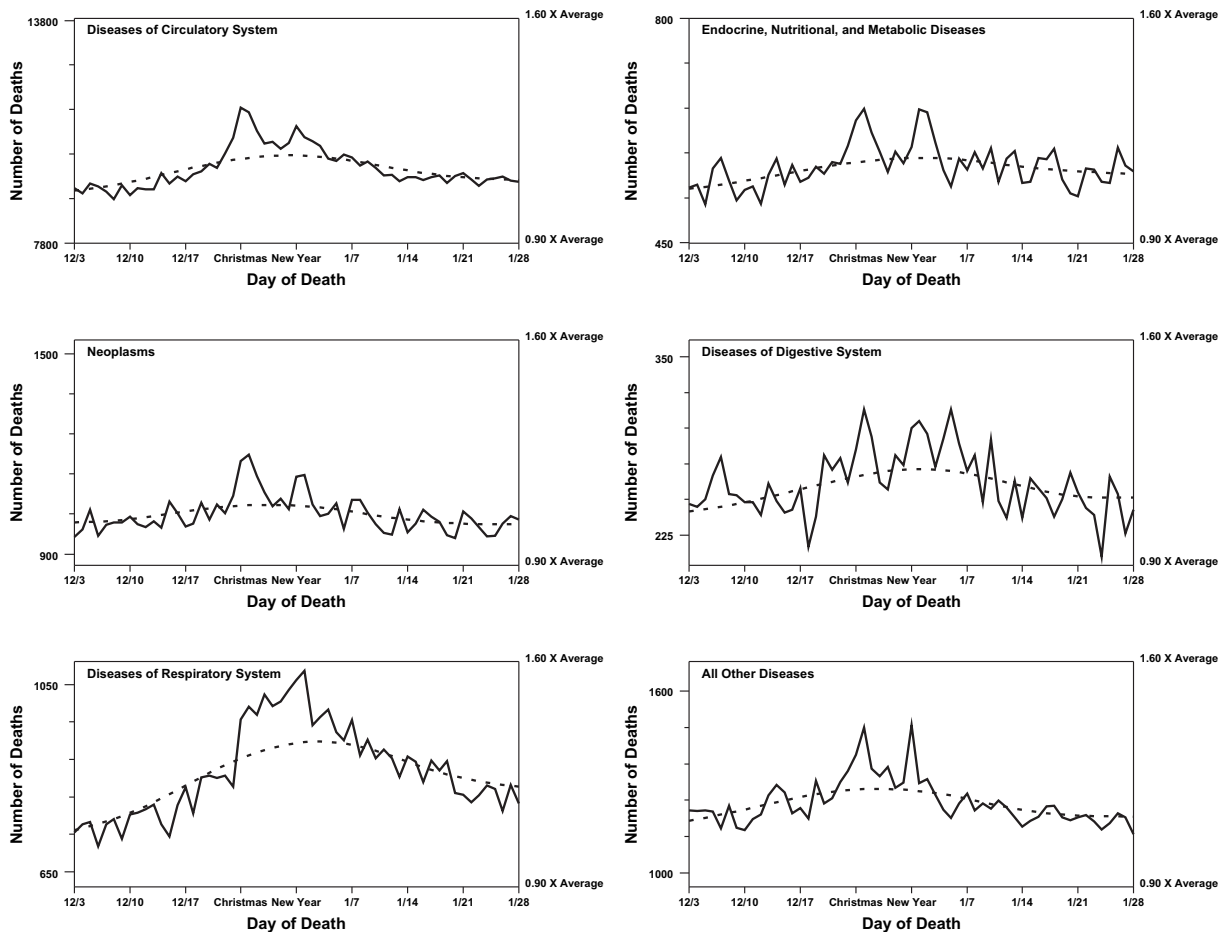 13800
1.60 X Average
Diseases of Circulatory System
Number of Deaths
7800
0.90 X Average
12/3 12/10 12/17 Christmas New Year 1/7 1/14 1/21 1/28
Day of Death
800
1.60 X Average
Endocrine, Nutritional, and Metabolic Diseases
Number of Deaths
450
0.90 X Average
12/3 12/10 12/17 Christmas New Year 1/7 1/14 1/21 1/28
Day of Death
1.60 X Average
1500
Neoplasms
Number of Deaths
900
0.90 X Average
12/3 12/10 12/17 Christmas New Year 1/7 1/14 1/21 1/28
Day of Death
1.60 X Average
350
Diseases of Digestive System
Number of Deaths
225
0.90 X Average
12/3 12/10 12/17 Christmas New Year 1/7 1/14 1/21 1/28
Day of Death
1.60 X Average
Diseases of Respiratory System
1050
Number of Deaths
650
0.90 X Average
12/3 12/10 12/17 Christmas New Year 1/7 1/14 1/21 1/28
Day of Death
1.60 X Average
All Other Diseases
1600
Number of Deaths
1000
0.90 X Average
12/3 12/10 12/17 Christmas New Year 1/7 1/14 1/21 1/28
Day of Death